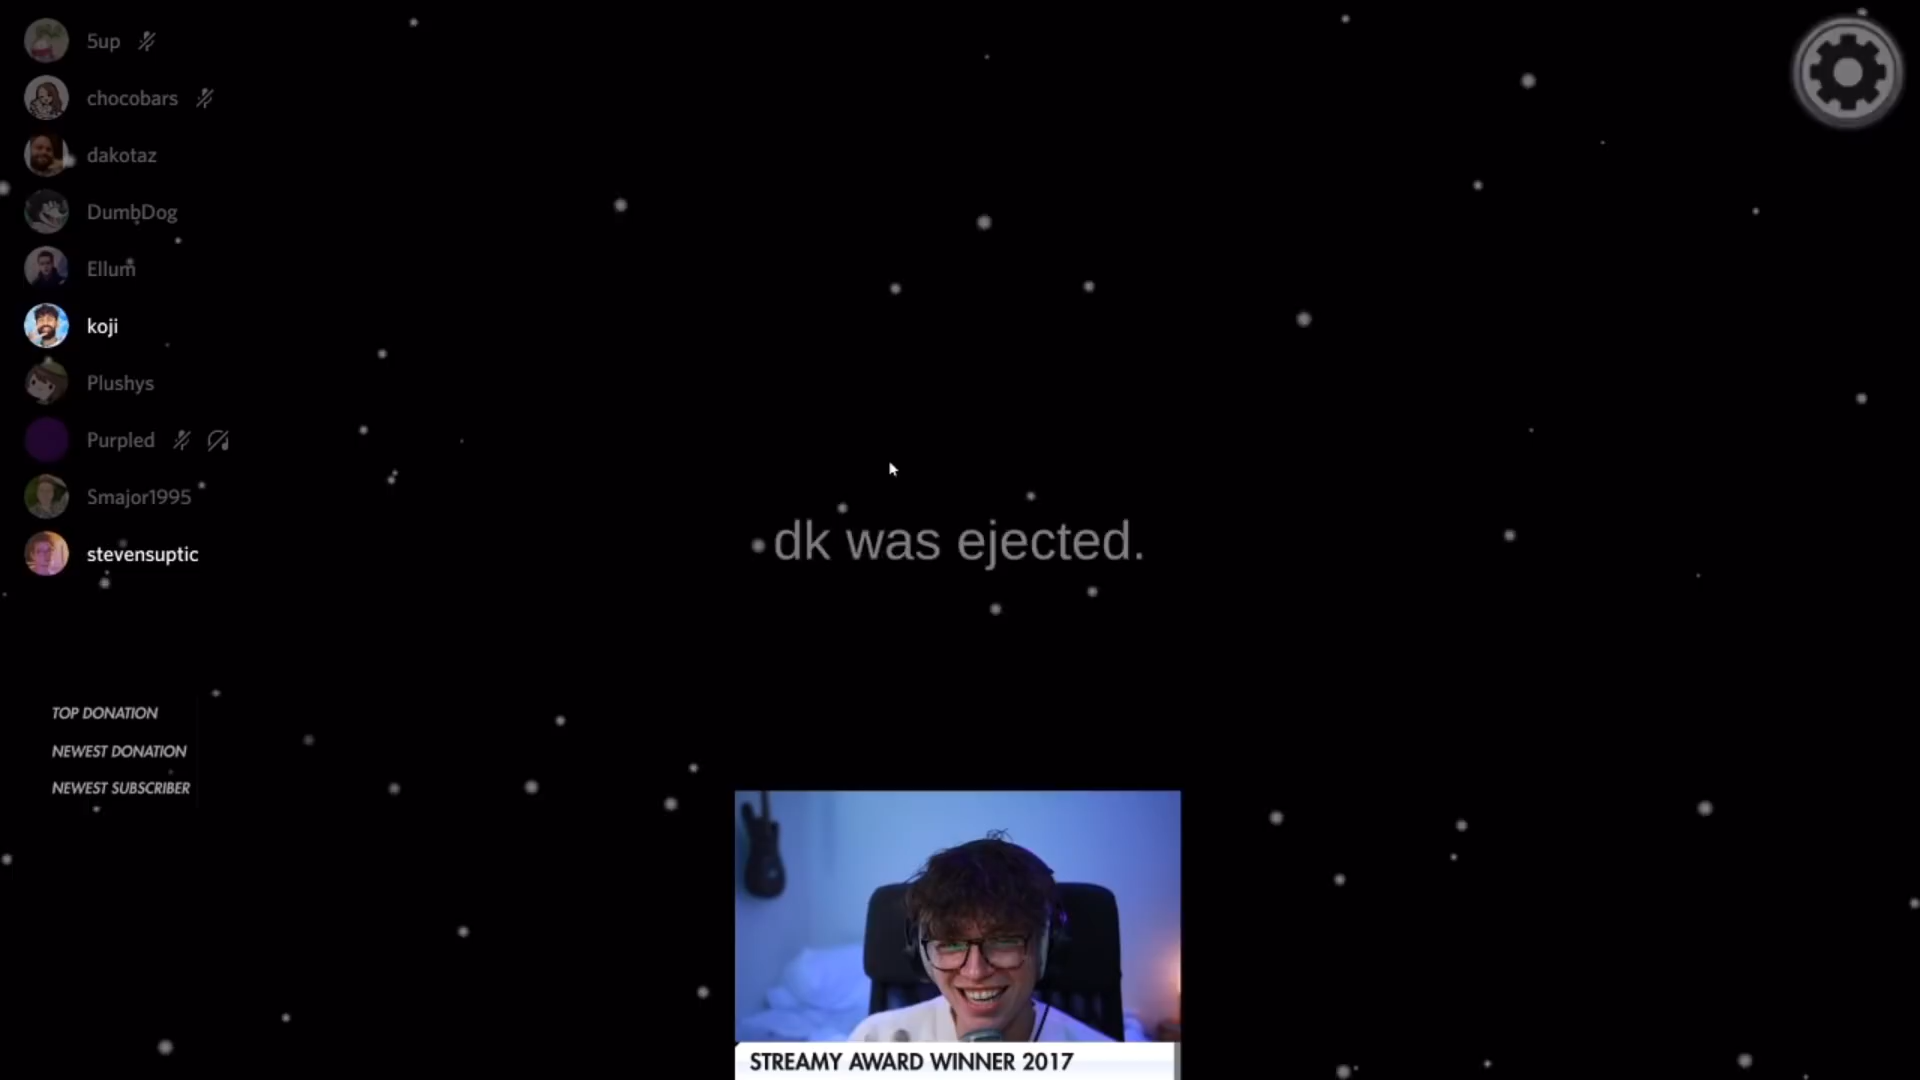 5up
chocobars
dakotaz
DumbDog
Ellum
koji
Plushys
Purpled
Smajor1995
stevensuptic
dk was ejected.
TOP DONATION
NEWEST DONATION
NEWEST SUBSCRIBER
STREAMY AWARD WINNER 2017